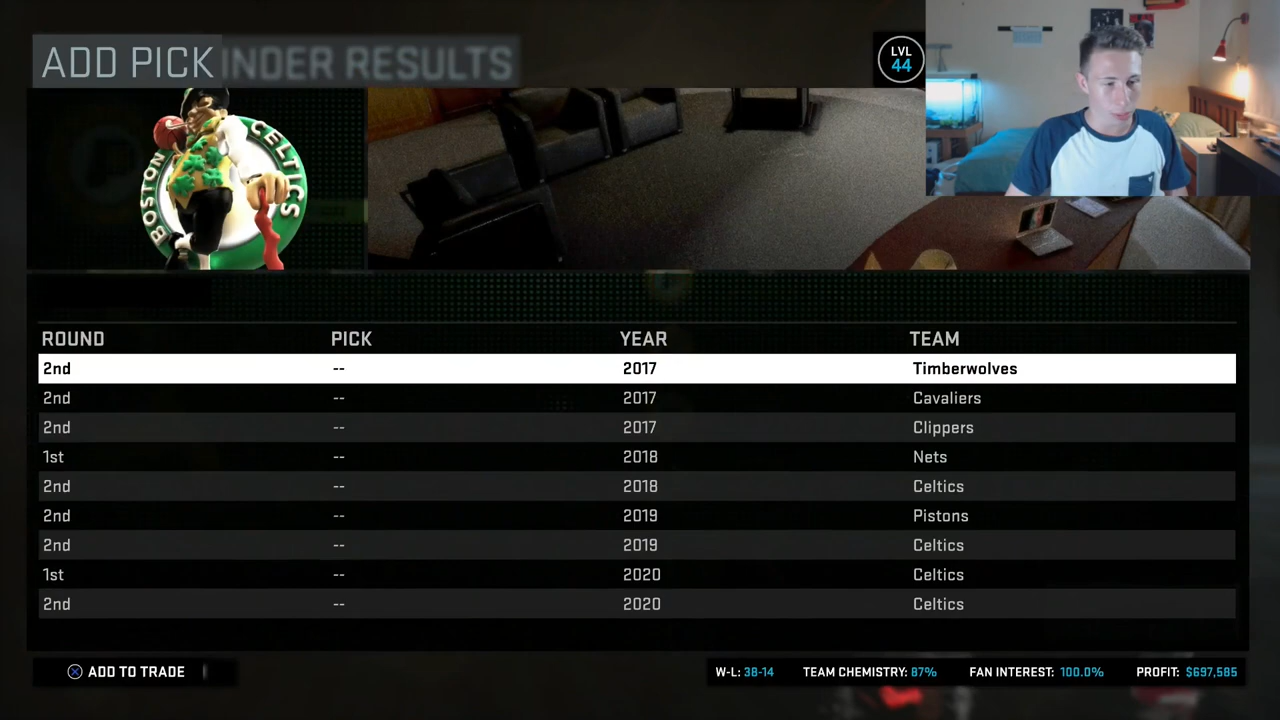 ADD PICK INDER RESULTS
LVL
44
BOSTON CELTICS
ROUND PICK YEAR TEAM
2nd -- 2017 Timberwolves
2nd -- 2017 Cavaliers
2nd -- 2017 Clippers
1st -- 2018 Nets
2nd -- 2018 Celtics
2nd -- 2019 Pistons
2nd -- 2019 Celtics
1st -- 2020 Celtics
2nd -- 2020 Celtics
ADD TO TRADE W-L: 38-14 TEAM CHEMISTRY: 87% FAN INTEREST: 100.0% PROFIT: $697,585